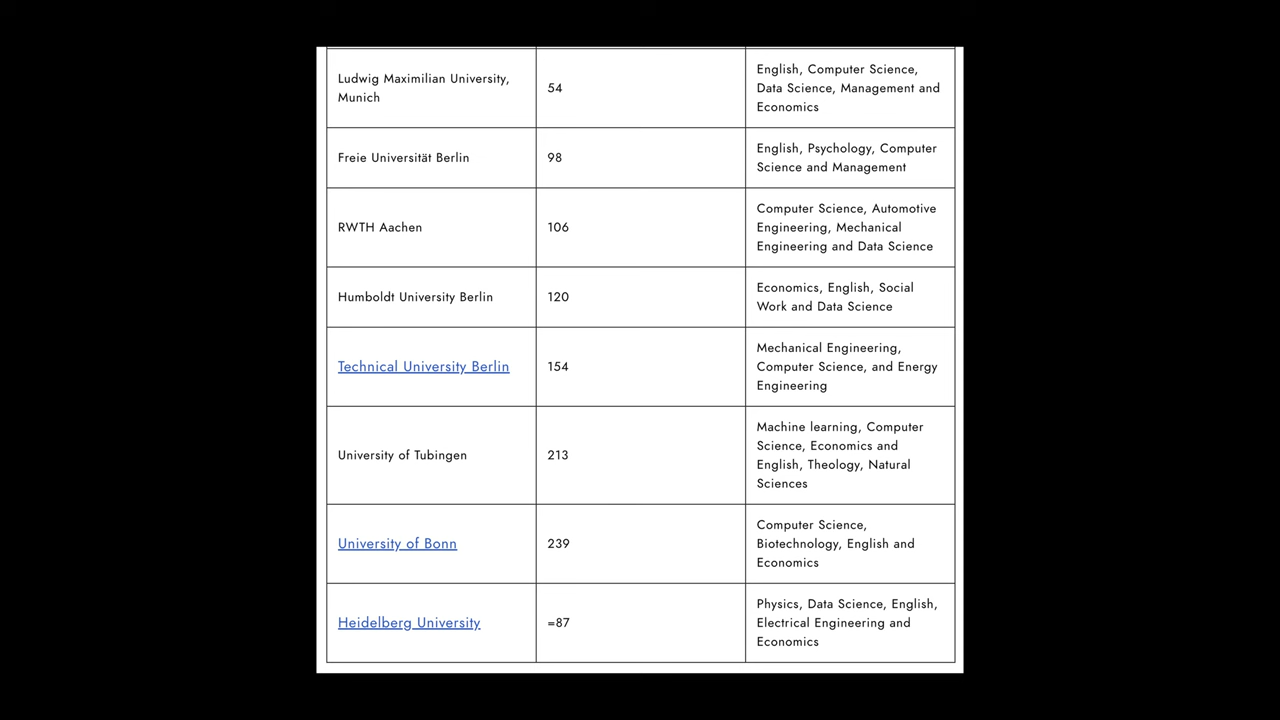 Ludwig Maximilian University,
Munich
54
English, Computer Science,
Data Science, Management and
Economics
Freie Universität Berlin
98
English, Psychology, Computer
Science and Management
RWTH Aachen
106
Computer Science, Automotive
Engineering, Mechanical
Engineering and Data Science
Humboldt University Berlin
120
Economics, English, Social
Work and Data Science
Technical University Berlin
154
Mechanical Engineering,
Computer Science, and Energy
Engineering
University of Tubingen
213
Machine learning, Computer
Science, Economics and
English, Theology, Natural
Sciences
University of Bonn
239
Computer Science,
Biotechnology, English and
Economics
Heidelberg University
=87
Physics, Data Science, English,
Electrical Engineering and
Economics